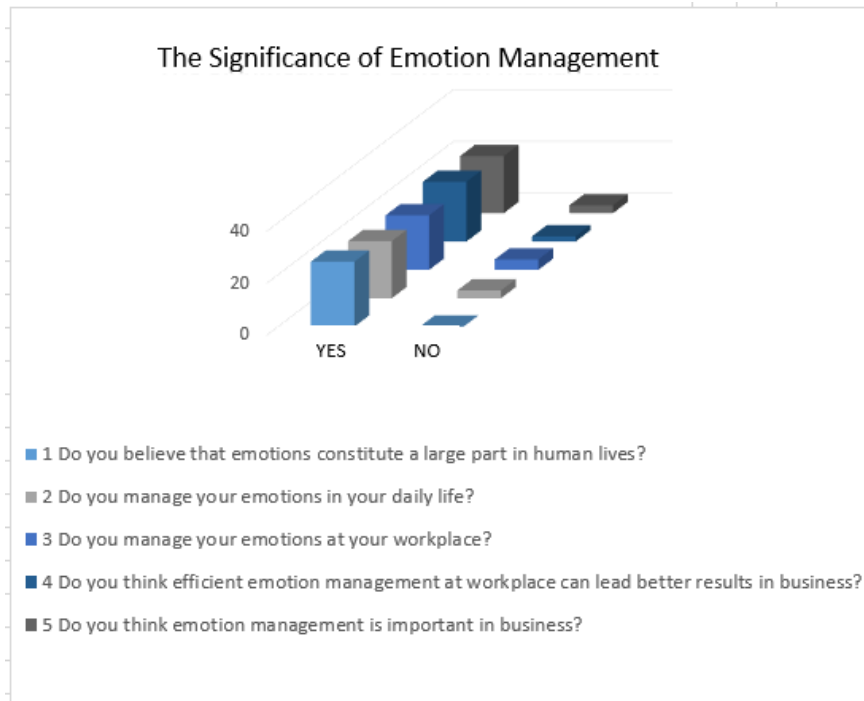 The Significance of Emotion Management
40
20
0
YES NO
1 Do you believe that emotions constitute a large part in human lives?
2 Do you manage your emotions in your daily life?
3 Do you manage your emotions at your workplace?
4 Do you think efficient emotion management at workplace can lead better results in business?
5 Do you think emotion management is important in business?